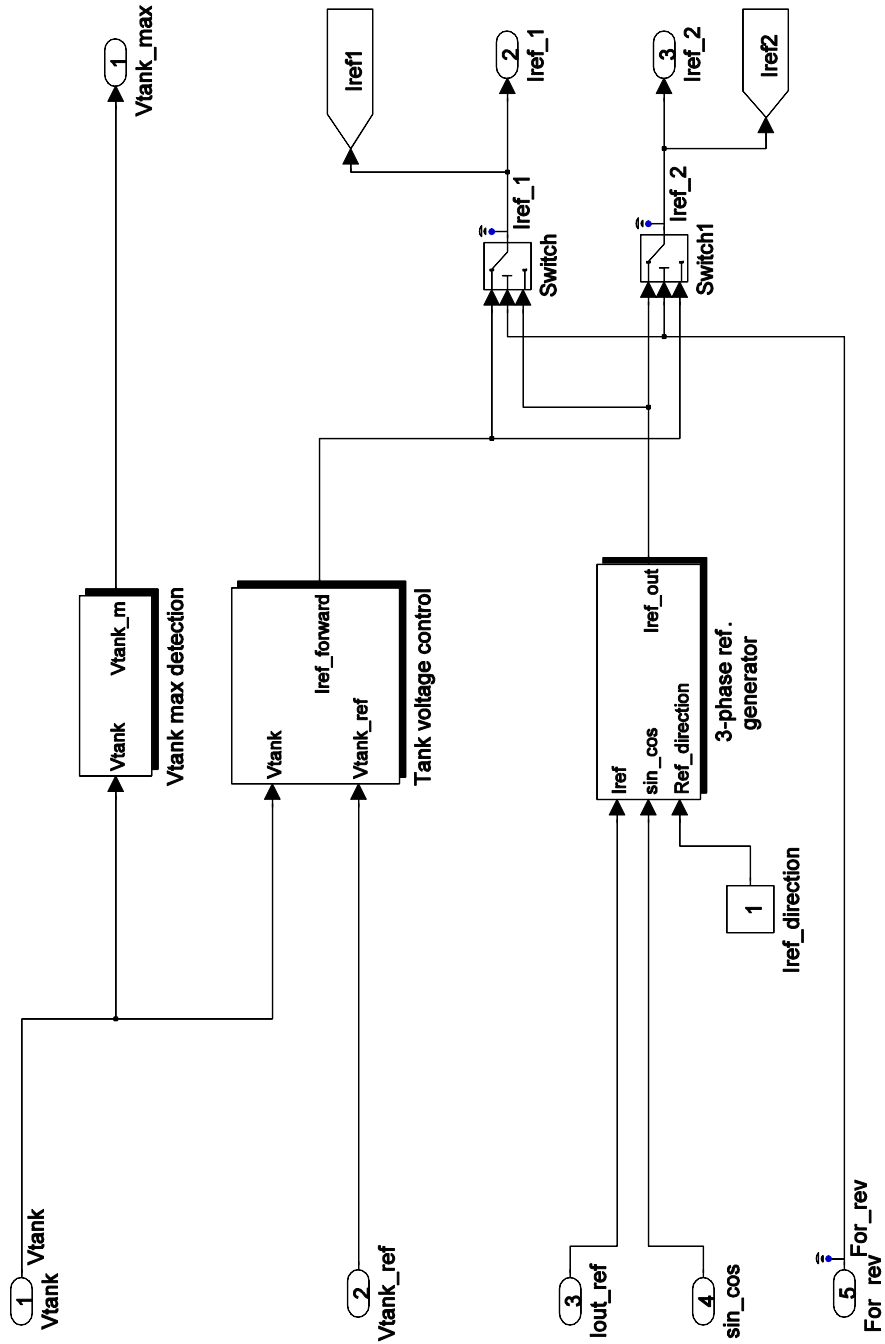 1
Vtank
Vtank
Vtank
Vtank_m
Vtank max detection
1
Vtank_max
2
Vtank_ref
Vtank
Vtank_ref
Iref_forward
Tank voltage control
Iref1
Iref_1
2
Iref_1
Switch
3
Iout_ref
4
sin_cos
Iref
sin_cos
Ref_direction
Iref_out
3-phase ref.
generator
1
Iref_direction
Iref_2
3
Iref_2
Switch1
Iref2
5
For_rev
For_rev